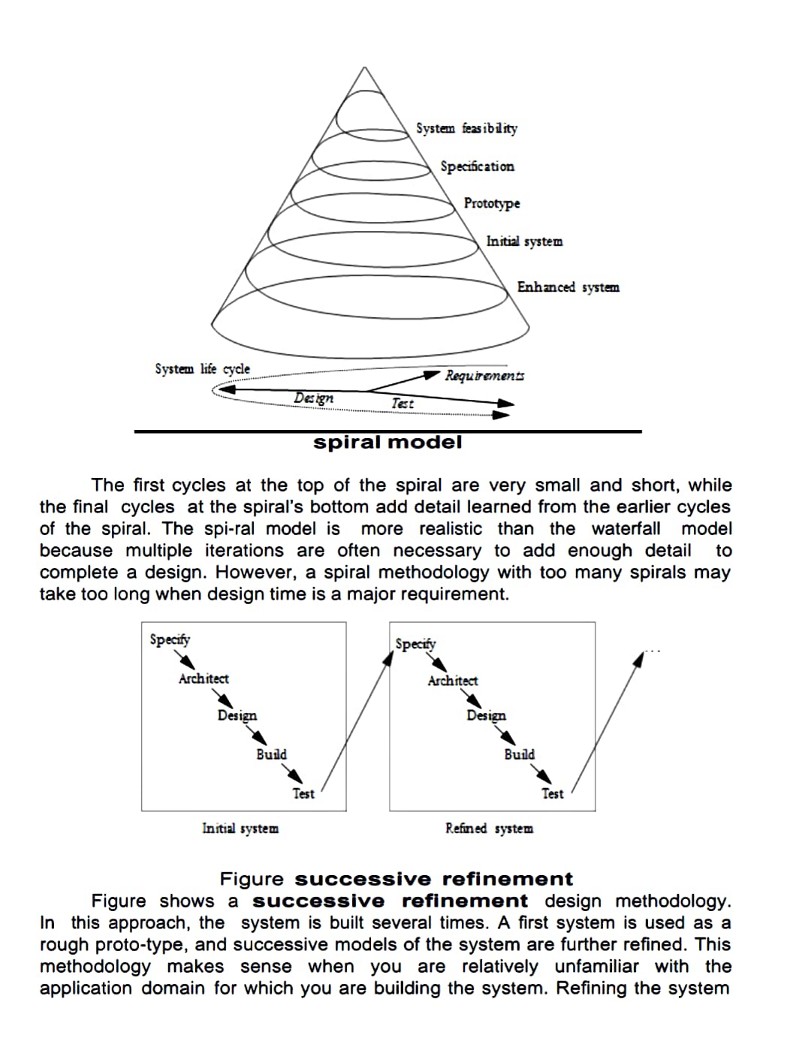 System feasibility
Specification
Prototype
Initial system
Enhanced system
System life cycle
Requirements
Design
Test
spiral model
The first cycles at the top of the spiral are very small and short, while
the final cycles at the spiral's bottom add detail learned from the earlier cycles
of the spiral. The spi-ral model is more realistic than the waterfall model
because multiple iterations are often necessary to add enough detail to
complete a design. However, a spiral methodology with too many spirals may
take too long when design time is a major requirement.
Specify
Architect
Design
Build
Test
Initial system
Specify
Architect
Design
Build
Test
Refined system
...
Figure successive refinement
Figure shows a successive refinement design methodology.
In this approach, the system is built several times. A first system is used as a
rough proto-type, and successive models of the system are further refined. This
methodology makes sense when you are relatively unfamiliar with the
application domain for which you are building the system. Refining the system